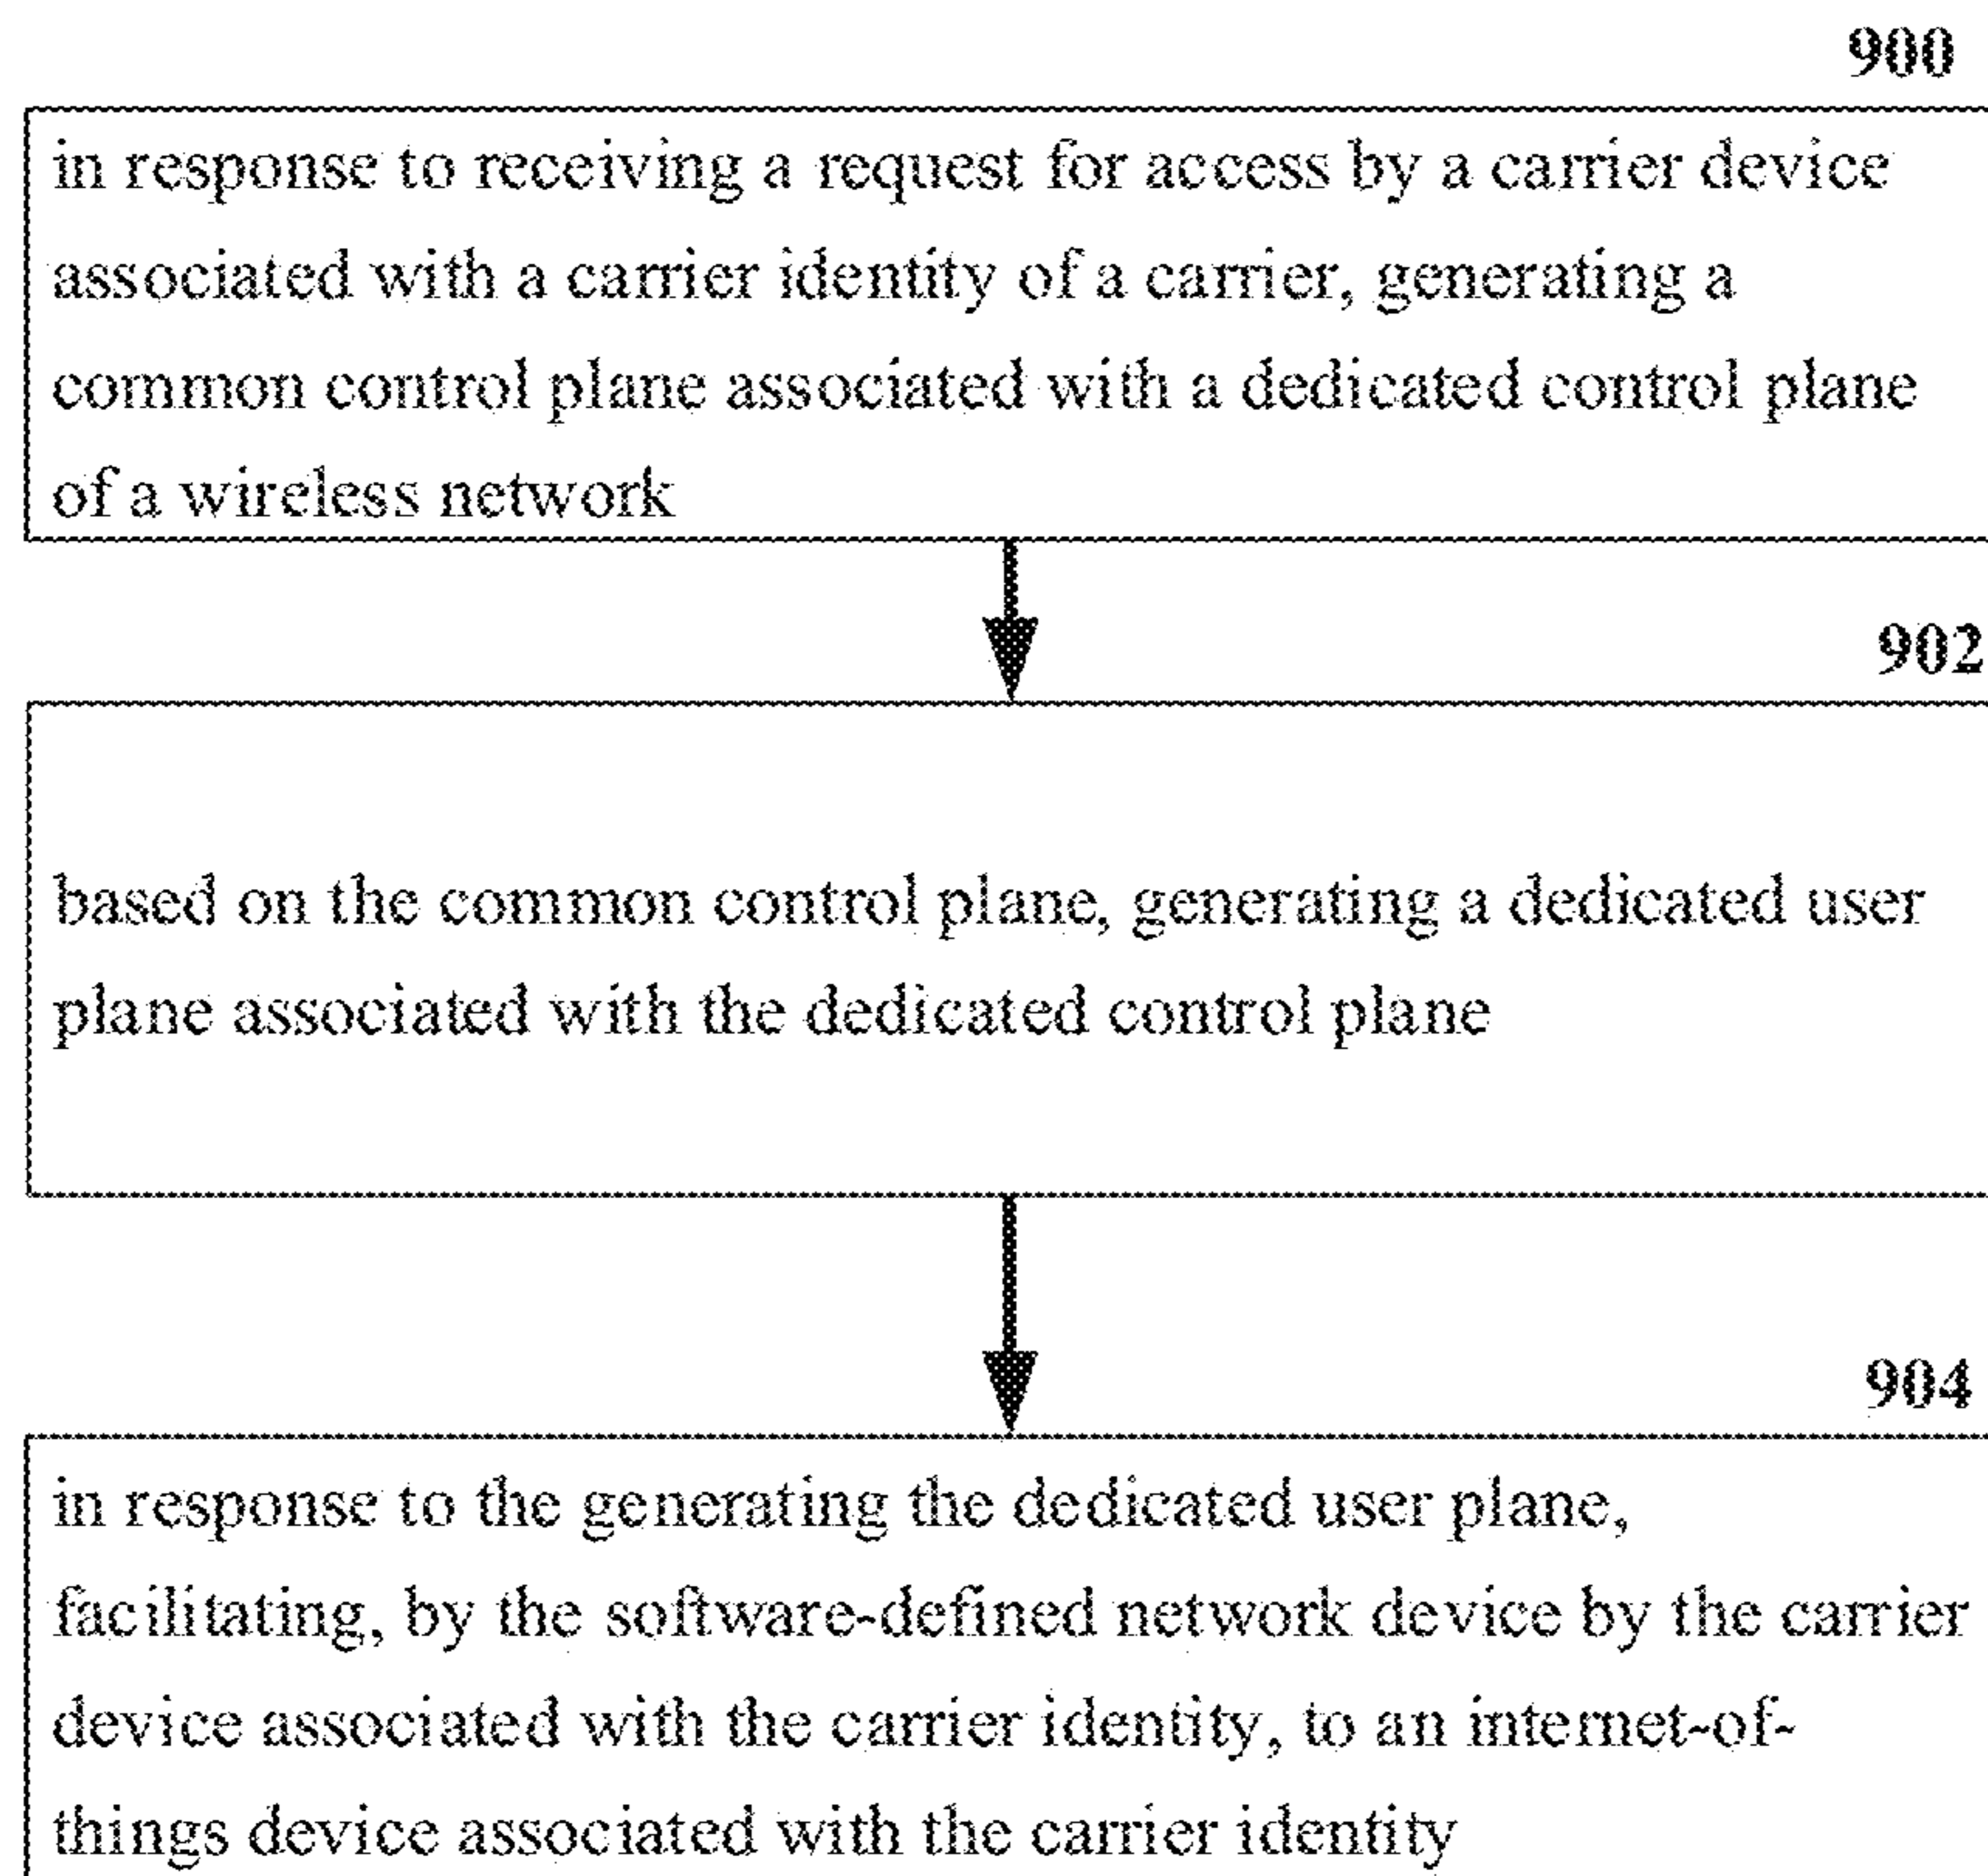 900
in response to receiving a request for access by a carrier device
associated with a carrier identity of a carrier, generating a
common control plane associated with a dedicated control plane
of a wireless network
902
based on the common control plane, generating a dedicated user
plane associated with the dedicated control plane
904
in response to the generating the dedicated user plane,
facilitating, by the software-defined network device by the carrier
device associated with the carrier identity, to an internet-of-
things device associated with the carrier identity